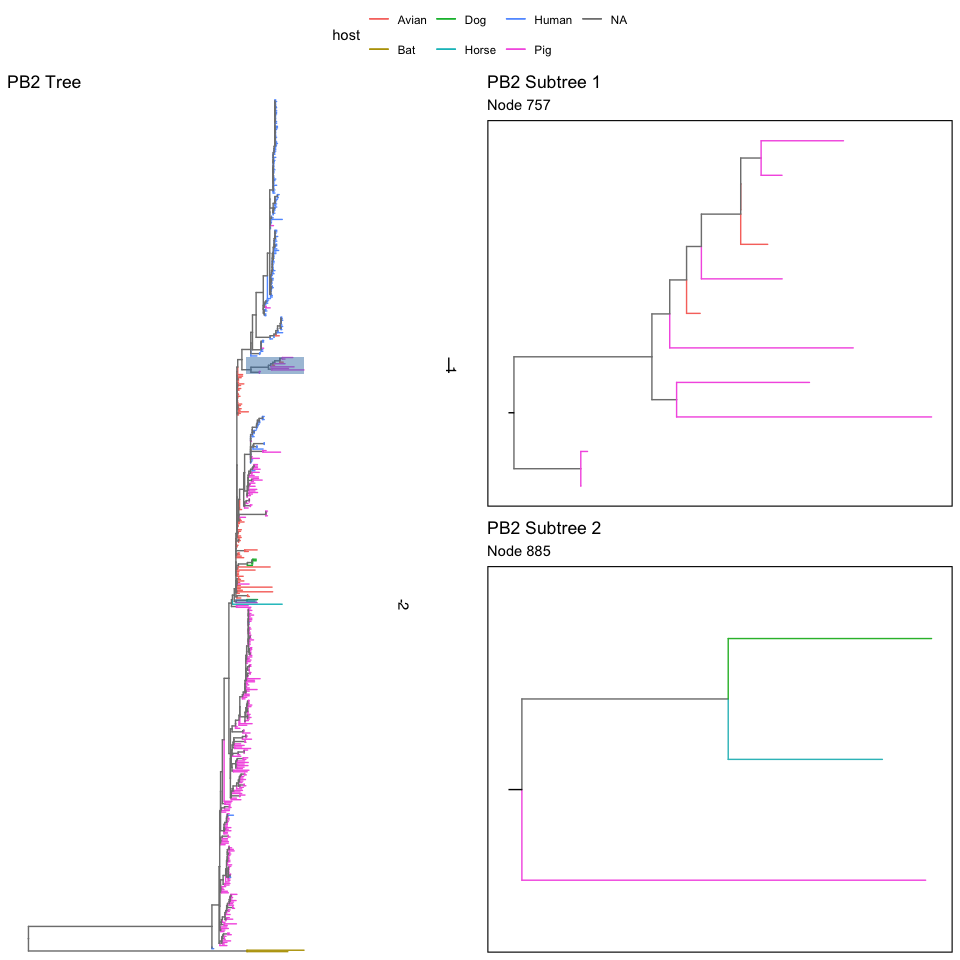 host
Avian
Dog
Human
NA
Bat
Horse
Pig
PB2 Tree
PB2 Subtree 1
Node 757
1
PB2 Subtree 2
Node 885
2